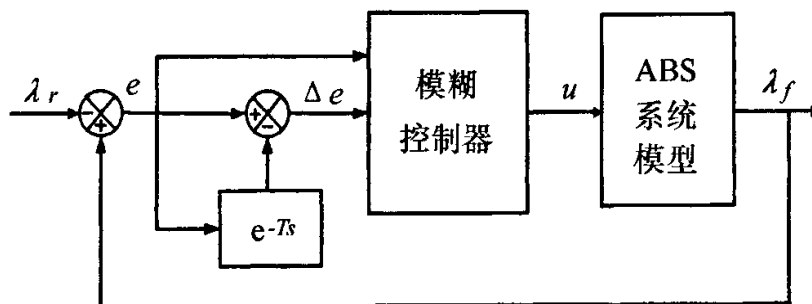 λr
-
+
e
+
-
Δe
e-Ts
模糊
控制器
u
ABS
系统
模型
λf